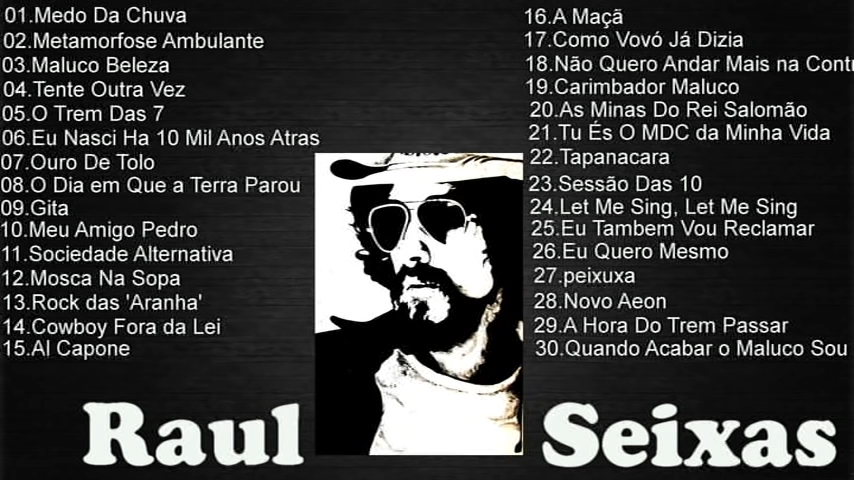 01.Medo Da Chuva
02.Metamorfose Ambulante
03.Maluco Beleza
04.Tente Outra Vez
05.O Trem Das 7
06.Eu Nasci Ha 10 Mil Anos Atras
07.Ouro De Tolo
08.O Dia em Que a Terra Parou
09.Gita
10.Meu Amigo Pedro
11.Sociedade Alternativa
12.Mosca Na Sopa
13.Rock das 'Aranha'
14.Cowboy Fora da Lei
15.Al Capone
16.A Maçã
17.Como Vovó Já Dizia
18.Não Quero Andar Mais na Contr
19.Carimbador Maluco
20.As Minas Do Rei Salomão
21.Tu És O MDC da Minha Vida
22.Tapanacara
23.Sessão Das 10
24.Let Me Sing, Let Me Sing
25.Eu Tambem Vou Reclamar
26.Eu Quero Mesmo
27.peixuxa
28.Novo Aeon
29.A Hora Do Trem Passar
30.Quando Acabar o Maluco Sou
Raul Seixas